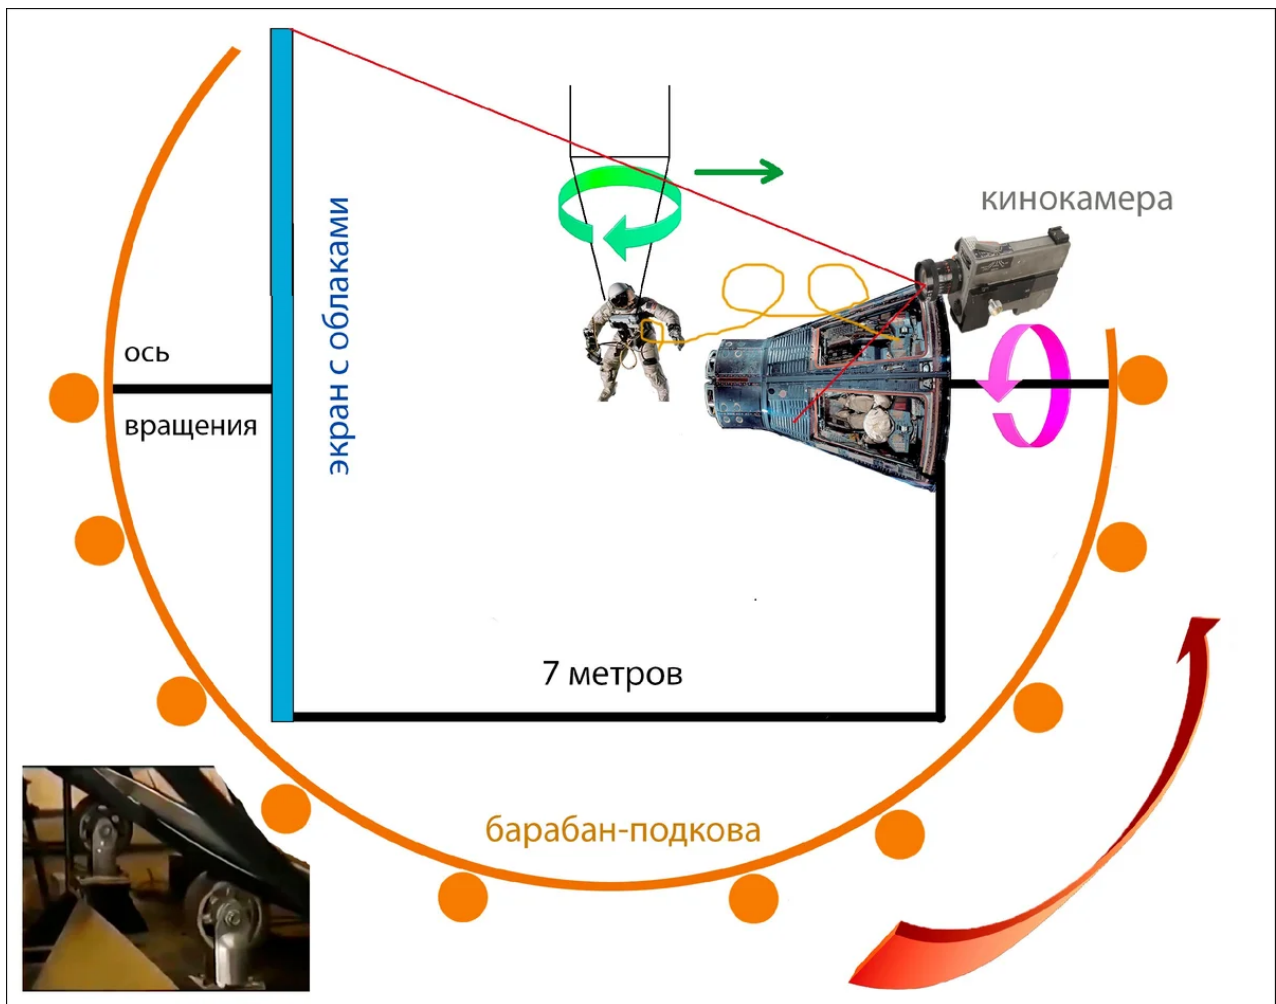 кинокамера
экран с облаками
ось
вращения
7 метров
барабан-подкова